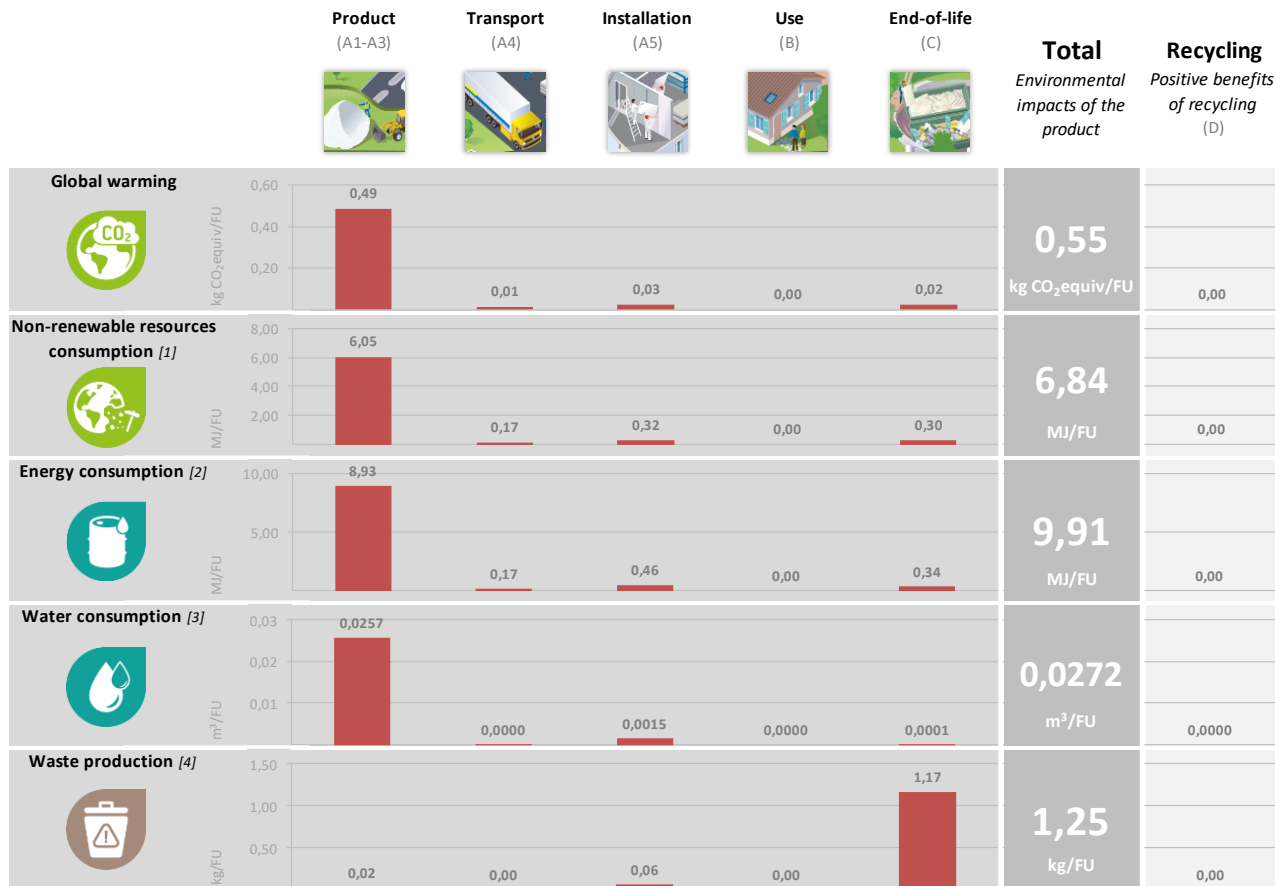 Product
(A1-A3)
Transport
(A4)
Installation
(A5)
Use
(B)
End-of-life
(C)
Total
Environmental
impacts of the
product
Recycling
Positive benefits
of recycling
(D)
Global warming
CO2
kg CO2equiv/FU
0,60
0,40
0,20
0,49
0,01
0,03
0,00
0,02
0,55
kg CO2equiv/FU
0,00
Non-renewable resources
consumption [1]
MJ/FU
8,00
6,00
4,00
2,00
6,05
0,17
0,32
0,00
0,30
6,84
MJ/FU
0,00
Energy consumption [2]
MJ/FU
10,00
5,00
8,93
0,17
0,46
0,00
0,34
9,91
MJ/FU
0,00
Water consumption [3]
m³/FU
0,03
0,02
0,01
0,0257
0,0000
0,0015
0,0000
0,0001
0,0272
m³/FU
0,0000
Waste production [4]
kg/FU
1,50
1,00
0,50
0,02
0,00
0,06
0,00
1,17
1,25
kg/FU
0,00